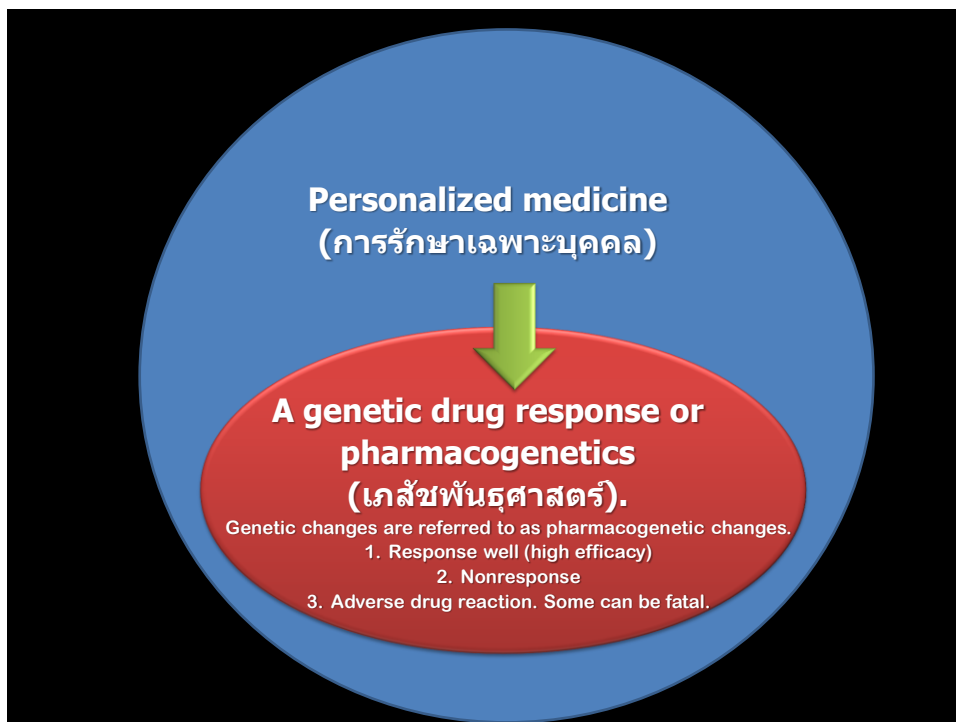 Personalized medicine
(การรักษาเฉพาะบุคคล)
A genetic drug response or
pharmacogenetics
(เภสัชพันธุศาสตร์).
Genetic changes are referred to as pharmacogenetic changes.
1. Response well (high efficacy)
2. Nonresponse
3. Adverse drug reaction. Some can be fatal.